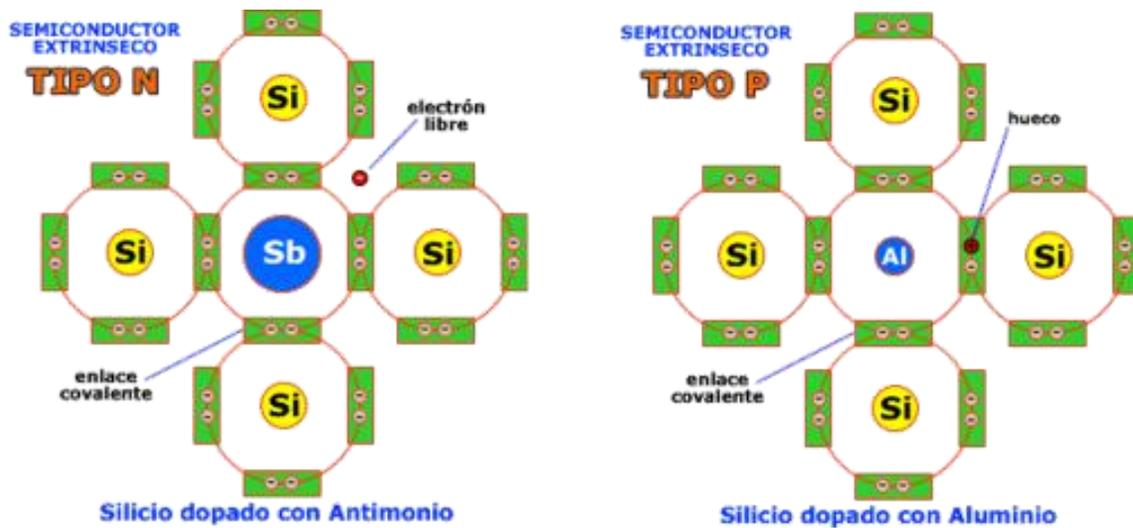 SEMICONDUCTOR
EXTRINSECO
TIPO N
Si
electrón
libre
Si
Sb
Si
enlace
covalente
Si
Silicio dopado con Antimonio
SEMICONDUCTOR
EXTRINSECO
TIPO P
Si
hueco
Si
Al
Si
enlace
covalente
Si
Silicio dopado con Aluminio